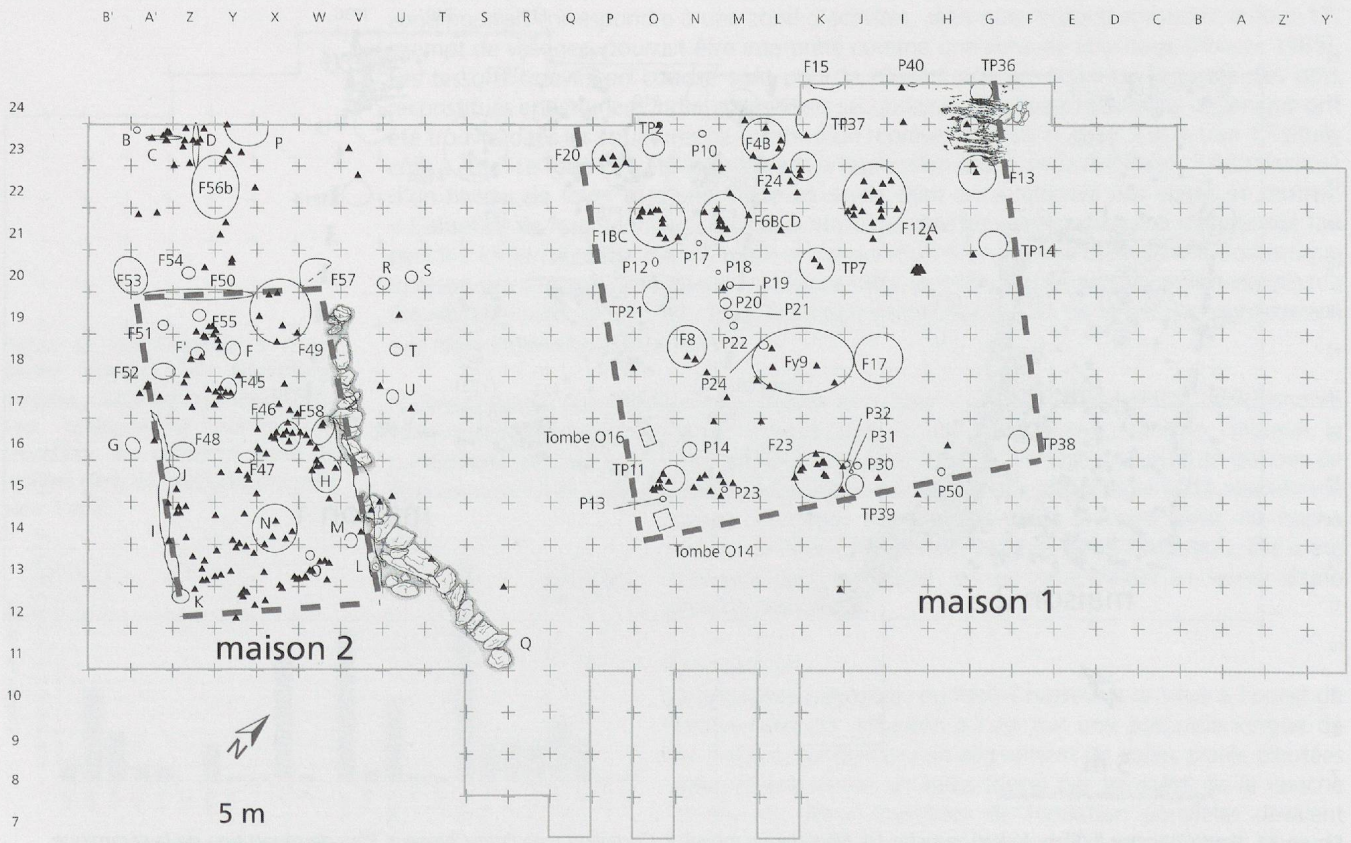 B' A' Z Y X W V U T S R Q P O N M L K J I H G F E D C B A Z' Y'
F15 P40 TP36
24
B C D P F20 TP2 P10 F4B TP37
23
F56b F24 F13
22
F1BC F6BCD F12A
21
F54 F53 F50 F57 R S P12 P17 P18 TP7 TP14
20
P19
TP21 P20 P21
19
F51 F55
F' F F49 T F8 P22 Fy9 F17
18
F52 F45 U P24
17
F46 F58 P32
Tombe O16 P31
16
G F48 P14 F23 TP38
F47 TP11 P30
J H P23 P50
15
P13 TP39
14
I N M
Tombe O14
13
O L
K maison 1
12
maison 2 Q
11
10
N
9
8
5 m
7